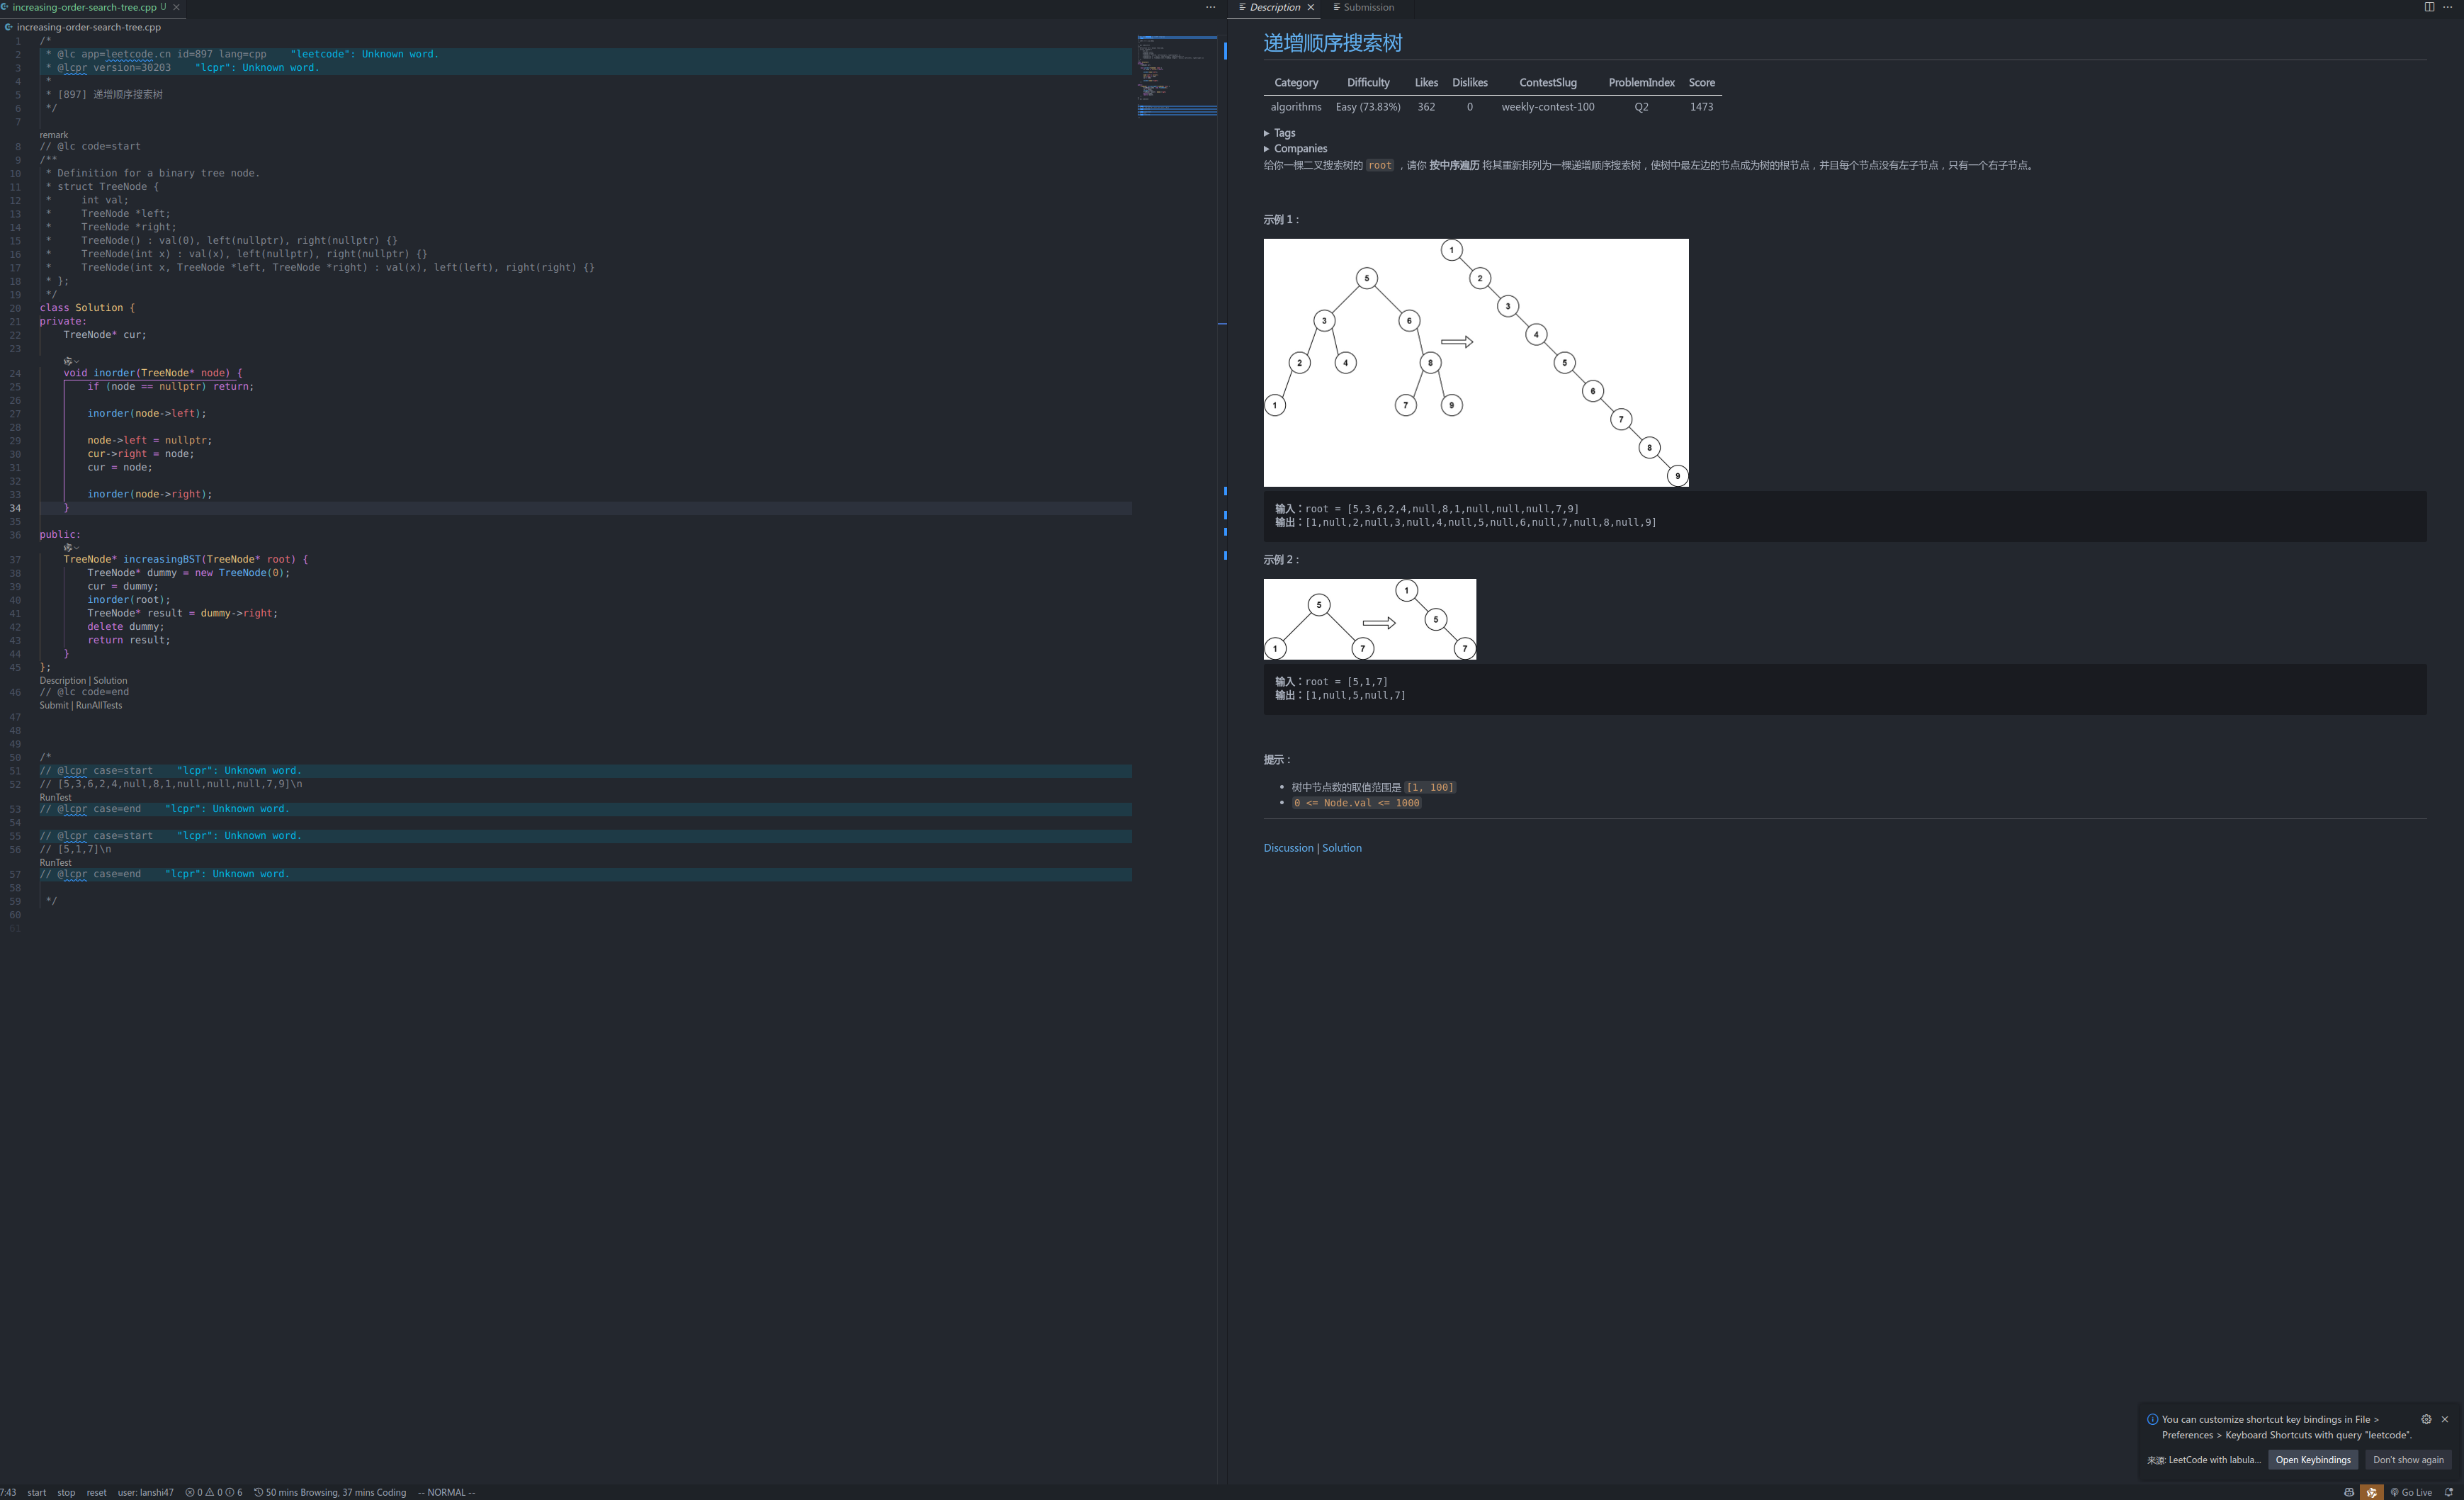 increasing-order-search-tree.cpp U
increasing-order-search-tree.cpp
1 /*
2 * @lc app=leetcode.cn id=897 lang=cpp "leetcode": Unknown word.
3 * @lcpr version=30203 "lcpr": Unknown word.
4 *
5 * [897] 递增顺序搜索树
6 */
7
remark
8 // @lc code=start
9 /**
10 * Definition for a binary tree node.
11 * struct TreeNode {
12 * int val;
13 * TreeNode *left;
14 * TreeNode *right;
15 * TreeNode() : val(0), left(nullptr), right(nullptr) {}
16 * TreeNode(int x) : val(x), left(nullptr), right(nullptr) {}
17 * TreeNode(int x, TreeNode *left, TreeNode *right) : val(x), left(left), right(right) {}
18 * };
19 */
20 class Solution {
21 private:
22 TreeNode* cur;
23
24 void inorder(TreeNode* node) {
25 if (node == nullptr) return;
26
27 inorder(node->left);
28
29 node->left = nullptr;
30 cur->right = node;
31 cur = node;
32
33 inorder(node->right);
34 }
35
36 public:
37 TreeNode* increasingBST(TreeNode* root) {
38 TreeNode* dummy = new TreeNode(0);
39 cur = dummy;
40 inorder(root);
41 TreeNode* result = dummy->right;
42 delete dummy;
43 return result;
44 }
45 };
Description | Solution
46 // @lc code=end
Submit | RunAllTests
47
48
49
50 /*
51 // @lcpr case=start "lcpr": Unknown word.
52 // [5,3,6,2,4,null,8,1,null,null,null,7,9]\n
RunTest
53 // @lcpr case=end "lcpr": Unknown word.
54
55 // @lcpr case=start "lcpr": Unknown word.
56 // [5,1,7]\n
RunTest
57 // @lcpr case=end "lcpr": Unknown word.
58
59 */
60
61
Description
Submission
递增顺序搜索树
Category Difficulty Likes Dislikes ContestSlug ProblemIndex Score
algorithms Easy (73.83%) 362 0 weekly-contest-100 Q2 1473
Tags
Companies
给你一棵二叉搜索树的 root ，请你 按中序遍历 将其重新排列为一棵递增顺序搜索树，使树中最左边的节点成为树的根节点，并且每个节点没有左子节点，只有一个右子节点。
示例 1：
5
3 6
2 4 8
1 7 9
1
2
3
4
5
6
7
8
9
输入：root = [5,3,6,2,4,null,8,1,null,null,null,7,9]
输出：[1,null,2,null,3,null,4,null,5,null,6,null,7,null,8,null,9]
示例 2：
5
1 7
1
5
7
输入：root = [5,1,7]
输出：[1,null,5,null,7]
提示：
• 树中节点数的取值范围是 [1, 100]
• 0 <= Node.val <= 1000
Discussion | Solution
You can customize shortcut key bindings in File >
Preferences > Keyboard Shortcuts with query "leetcode".
来源: LeetCode with labula... Open Keybindings Don't show again
7:43 start stop reset user: lanshi47 0 0 6 50 mins Browsing, 37 mins Coding -- NORMAL -- Go Live